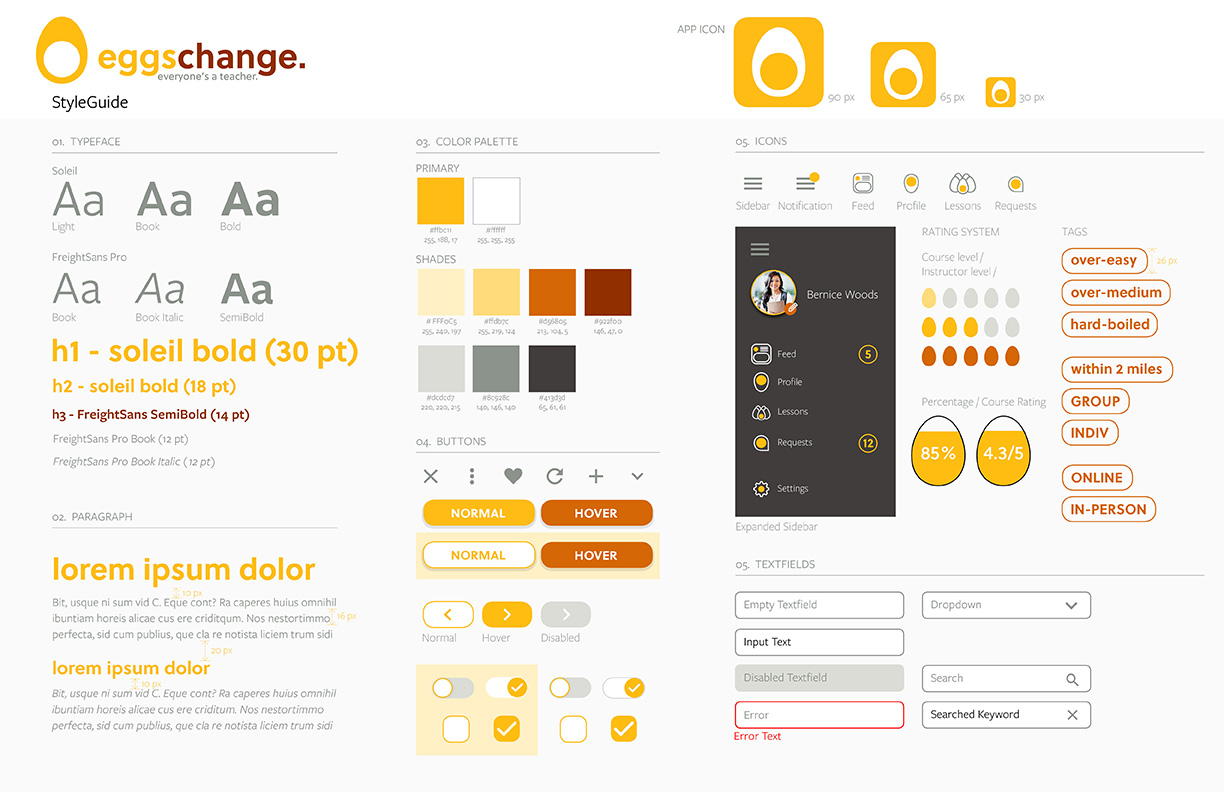 eggschange.
everyone's a teacher.
StyleGuide
APP ICON
90 px
65 px
30 px
01. TYPEFACE
Soleil
Aa Aa Aa
Light Book Bold
FreightSans Pro
Aa Aa Aa
Book Book Italic SemiBold
h1 - soleil bold (30 pt)
h2 - soleil bold (18 pt)
h3 - FreightSans SemiBold (14 pt)
FreightSans Pro Book (12 pt)
FreightSans Pro Book Italic (12 pt)
02. PARAGRAPH
lorem ipsum dolor
10 px
Bit, usque ni sum vid C. Eque cont? Ra caperes huius omnihil
ibuntiam horeis alicae cus ere criditqum. Nos nestortimmo
16 px
perfecta, sid cum publius, que cla re notista liciem trum sidi
20 px
lorem ipsum dolor
10 px
Bit, usque ni sum vid C. Eque cont? Ra caperes huius omnihil
ibuntiam horeis alicae cus ere criditum. Nos nestortimmo
perfecta, sid cum publius, que cla re notista liciem trum sidi
03. COLOR PALETTE
PRIMARY
#ffbc11 #ffffff
255, 188, 17 255, 255, 255
SHADES
#FFF0C5 #ffdb7c #d56805 #922f00
255, 240, 197 255, 219, 124 213, 104, 5 146, 47, 0
#dcdcd7 #8c928c #413d3d
220, 220, 215 140, 146, 140 65, 61, 61
04. BUTTONS
NORMAL HOVER
NORMAL HOVER
Normal Hover Disabled
05. ICONS
Sidebar Notification Feed Profile Lessons Requests
Bernice Woods
Feed 5
Profile
Lessons
Requests 12
Settings
Expanded Sidebar
RATING SYSTEM
Course level /
Instructor level /
Percentage / Course Rating
85% 4.3/5
TAGS
over-easy
26 px
over-medium
hard-boiled
within 2 miles
GROUP
INDIV
ONLINE
IN-PERSON
05. TEXTFIELDS
Empty Textfield
Dropdown
Input Text
Disabled Textfield
Search
Error
Searched Keyword
Error Text